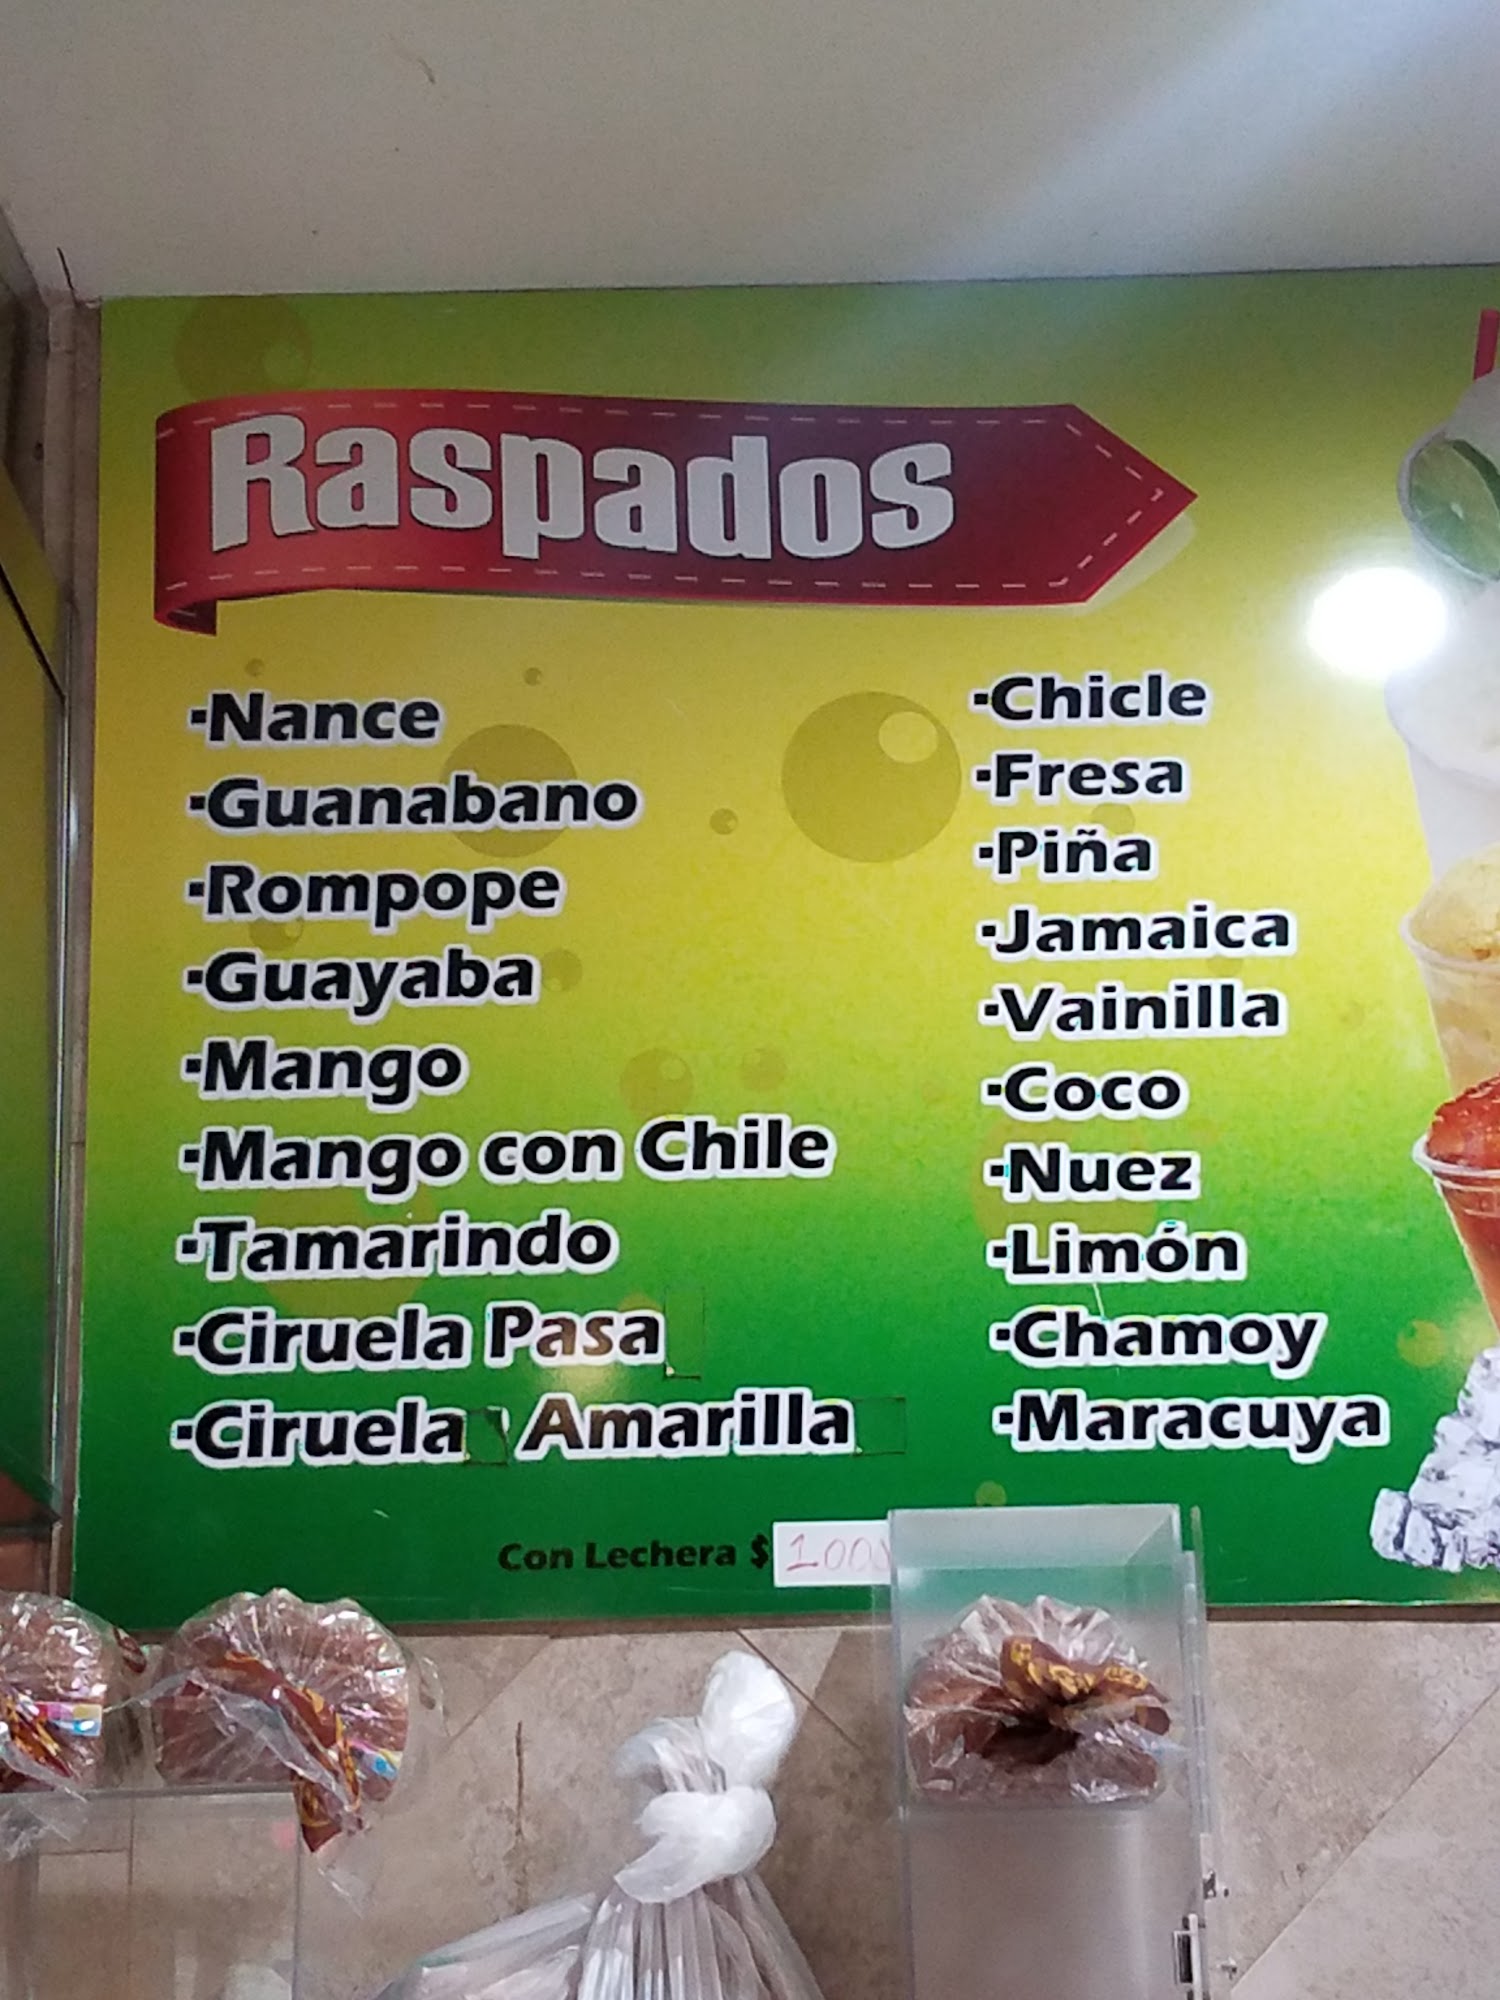 Raspados
·Nance
·Guanabano
·Rompope
·Guayaba
·Mango
·Mango con Chile
·Tamarindo
·Ciruela Pasa
·Ciruela Amarilla
·Chicle
·Fresa
·Piña
·Jamaica
·Vainilla
·Coco
·Nuez
·Limón
·Chamoy
·Maracuya
Con Lechera $